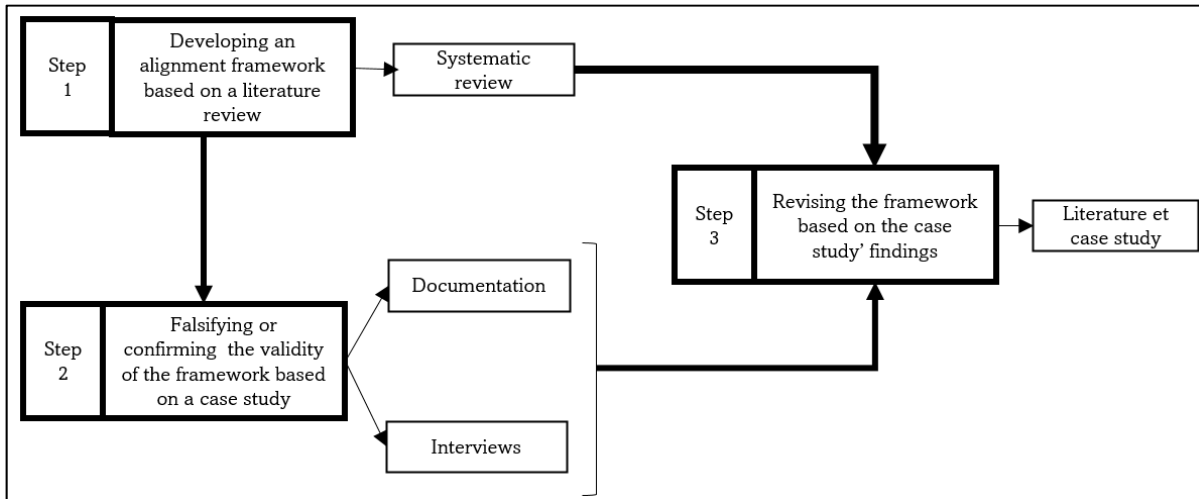 Step
1
Developing an
alignment framework
based on a literature
review
Systematic
review
Step
3
Revising the framework
based on the case
study’ findings
Literature et
case study
Step
2
Falsifying or
confirming the validity
of the framework based
on a case study
Documentation
Interviews